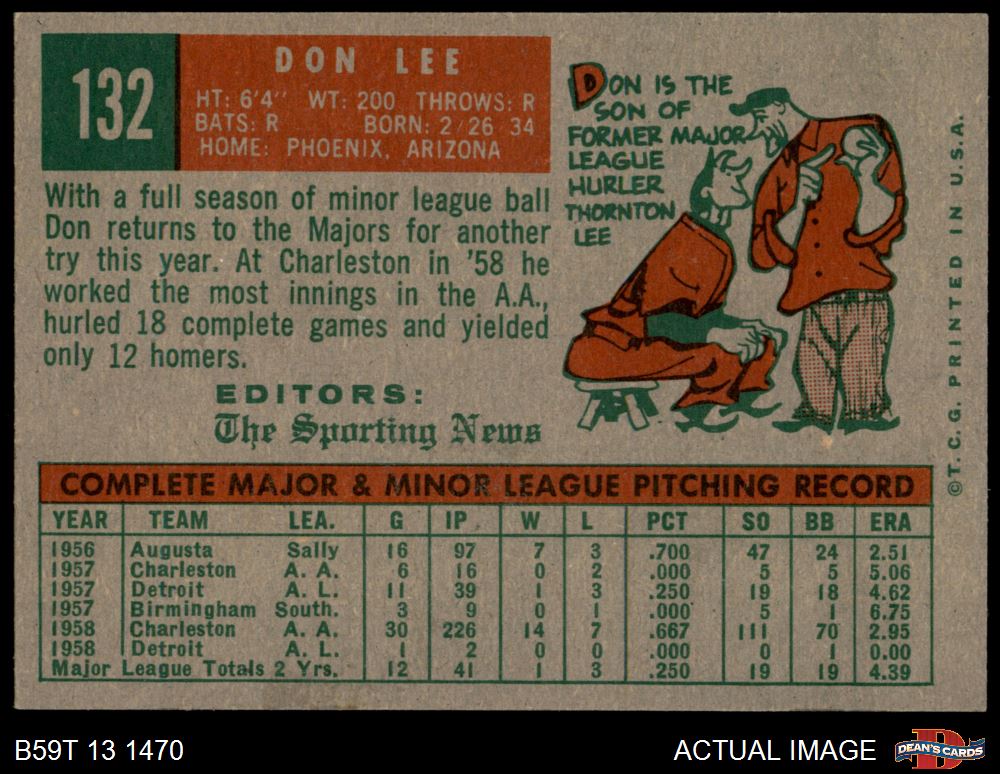 132
DON LEE
HT: 6'4" WT: 200 THROWS: R
BATS: R BORN: 2/26/34
HOME: PHOENIX, ARIZONA
With a full season of minor league ball
Don returns to the Majors for another
try this year. At Charleston in '58 he
worked the most innings in the A.A.,
hurled 18 complete games and yielded
only 12 homers.
EDITORS:
The Sporting News
DON IS THE
SON OF
FORMER MAJOR
LEAGUE
HURLER
THORNTON
LEE
©T. C. G. PRINTED IN U.S.A.
COMPLETE MAJOR & MINOR LEAGUE PITCHING RECORD
YEAR TEAM LEA. G IP. W L PCT SO BB ERA
1956 Augusta Sally 16 97 7 3 .700 47 24 2.51
1957 Charleston A. A. 6 16 0 2 .000 5 5 5.06
1957 Detroit A. L. 11 39 1 3 .250 19 18 4.62
1957 Birmingham South. 3 9 0 1 .000 5 1 6.75
1958 Charleston A. A. 30 226 14 7 .667 111 70 2.95
1958 Detroit A. L. 1 2 0 0 .000 0 1 0.00
Major League Totals 2 Yrs. 12 41 1 3 .250 19 19 4.39
B59T 13 1470
ACTUAL IMAGE
DEAN'S CARDS